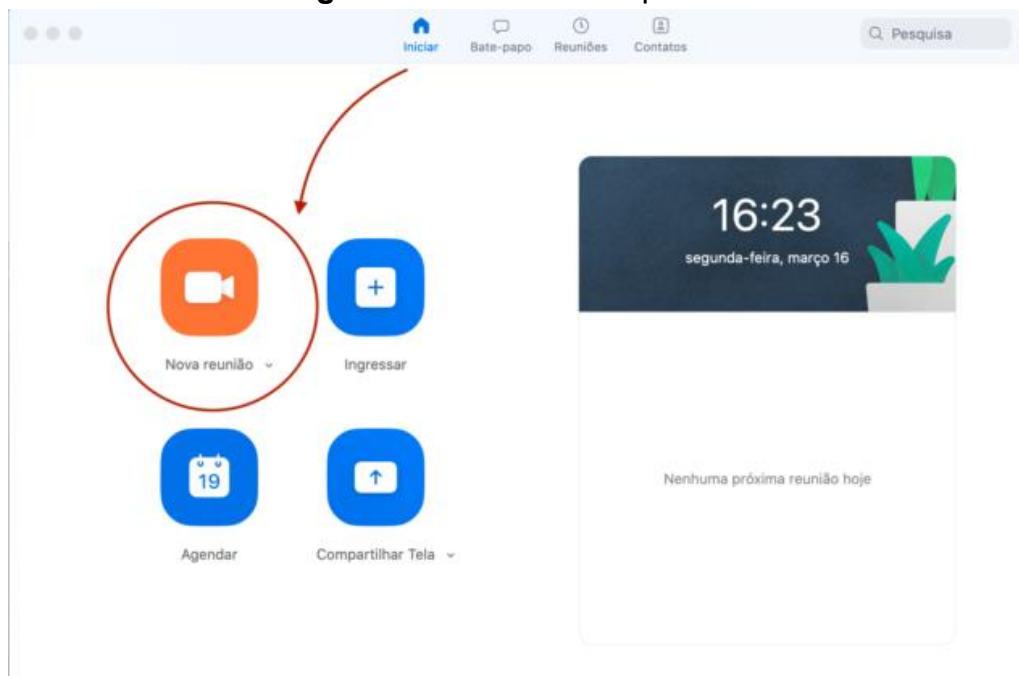 Iniciar
Bate-papo
Reuniões
Contatos
Pesquisa
16:23
segunda-feira, março 16
Nova reunião
Ingressar
19
Agendar
Compartilhar Tela
Nenhuma próxima reunião hoje